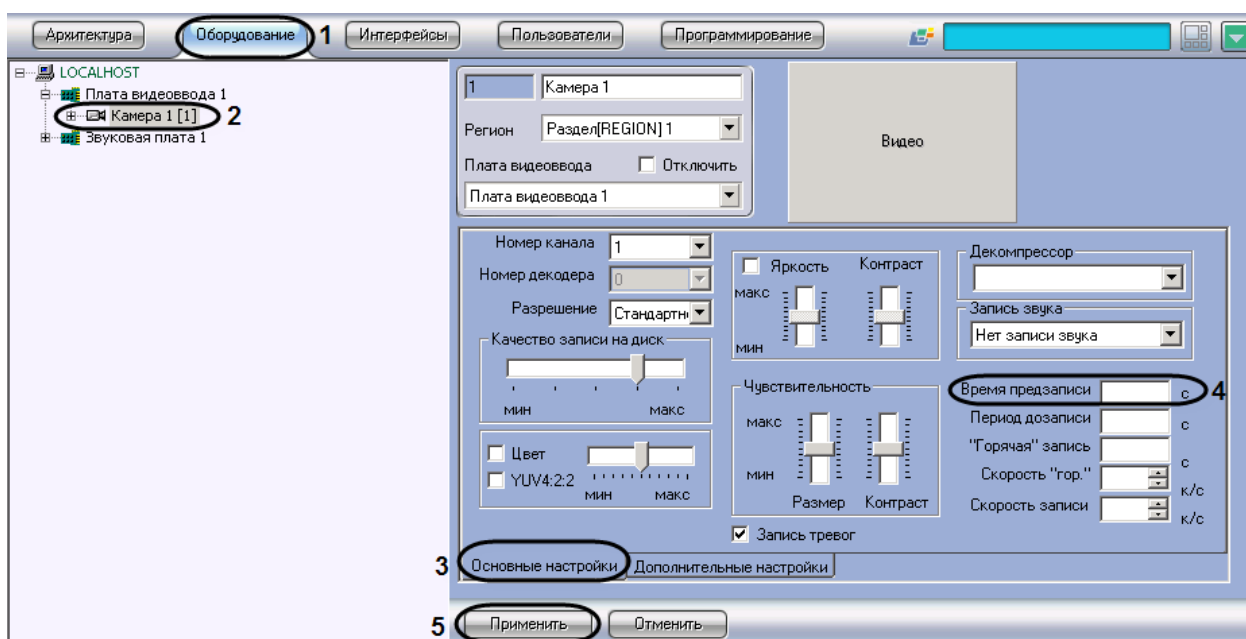 Архитектура
Оборудование
1
Интерфейсы
Пользователи
Программирование
LOCALHOST
Плата видеоввода 1
Камера 1 [1]
2
Звуковая плата 1
1
Камера 1
Регион
Раздел[REGION] 1
Плата видеоввода
Отключить
Плата видеоввода 1
Видео
Номер канала
1
Номер декодера
0
Разрешение
Стандартн
Качество записи на диск
мин
макс
Цвет
YUV4:2:2
мин
макс
Яркость
Контраст
макс
мин
Чувствительность
макс
мин
Размер
Контраст
Запись тревог
Декомпрессор
Запись звука
Нет записи звука
Время предзаписи
с
4
Период дозаписи
с
"Горячая" запись
с
Скорость "гор."
к/с
Скорость записи
к/с
3
Основные настройки
Дополнительные настройки
5
Применить
Отменить